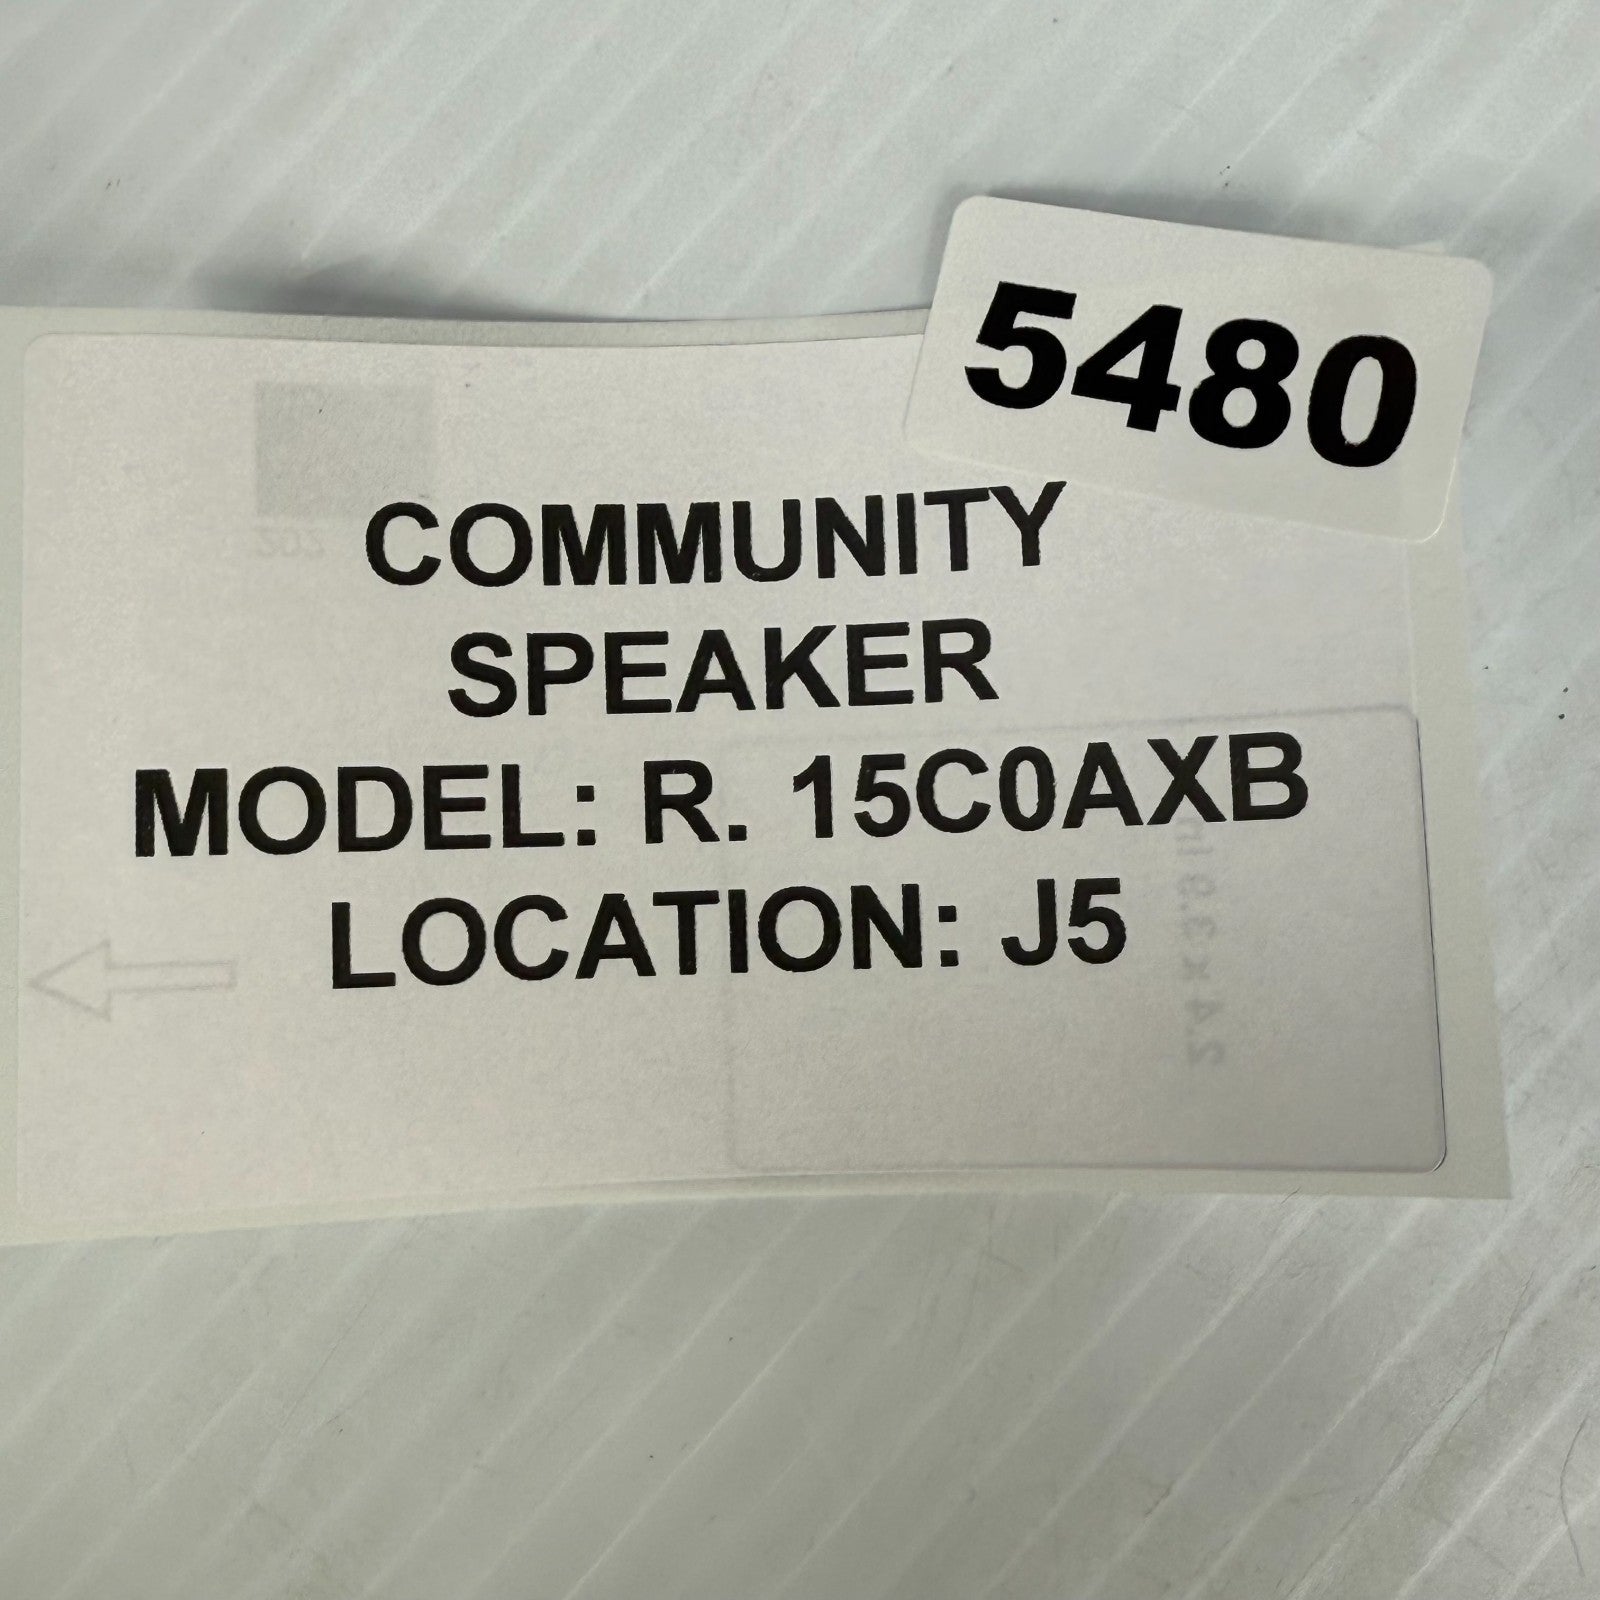 5480
COMMUNITY
SPEAKER
MODEL: R. 15C0AXB
LOCATION: J5